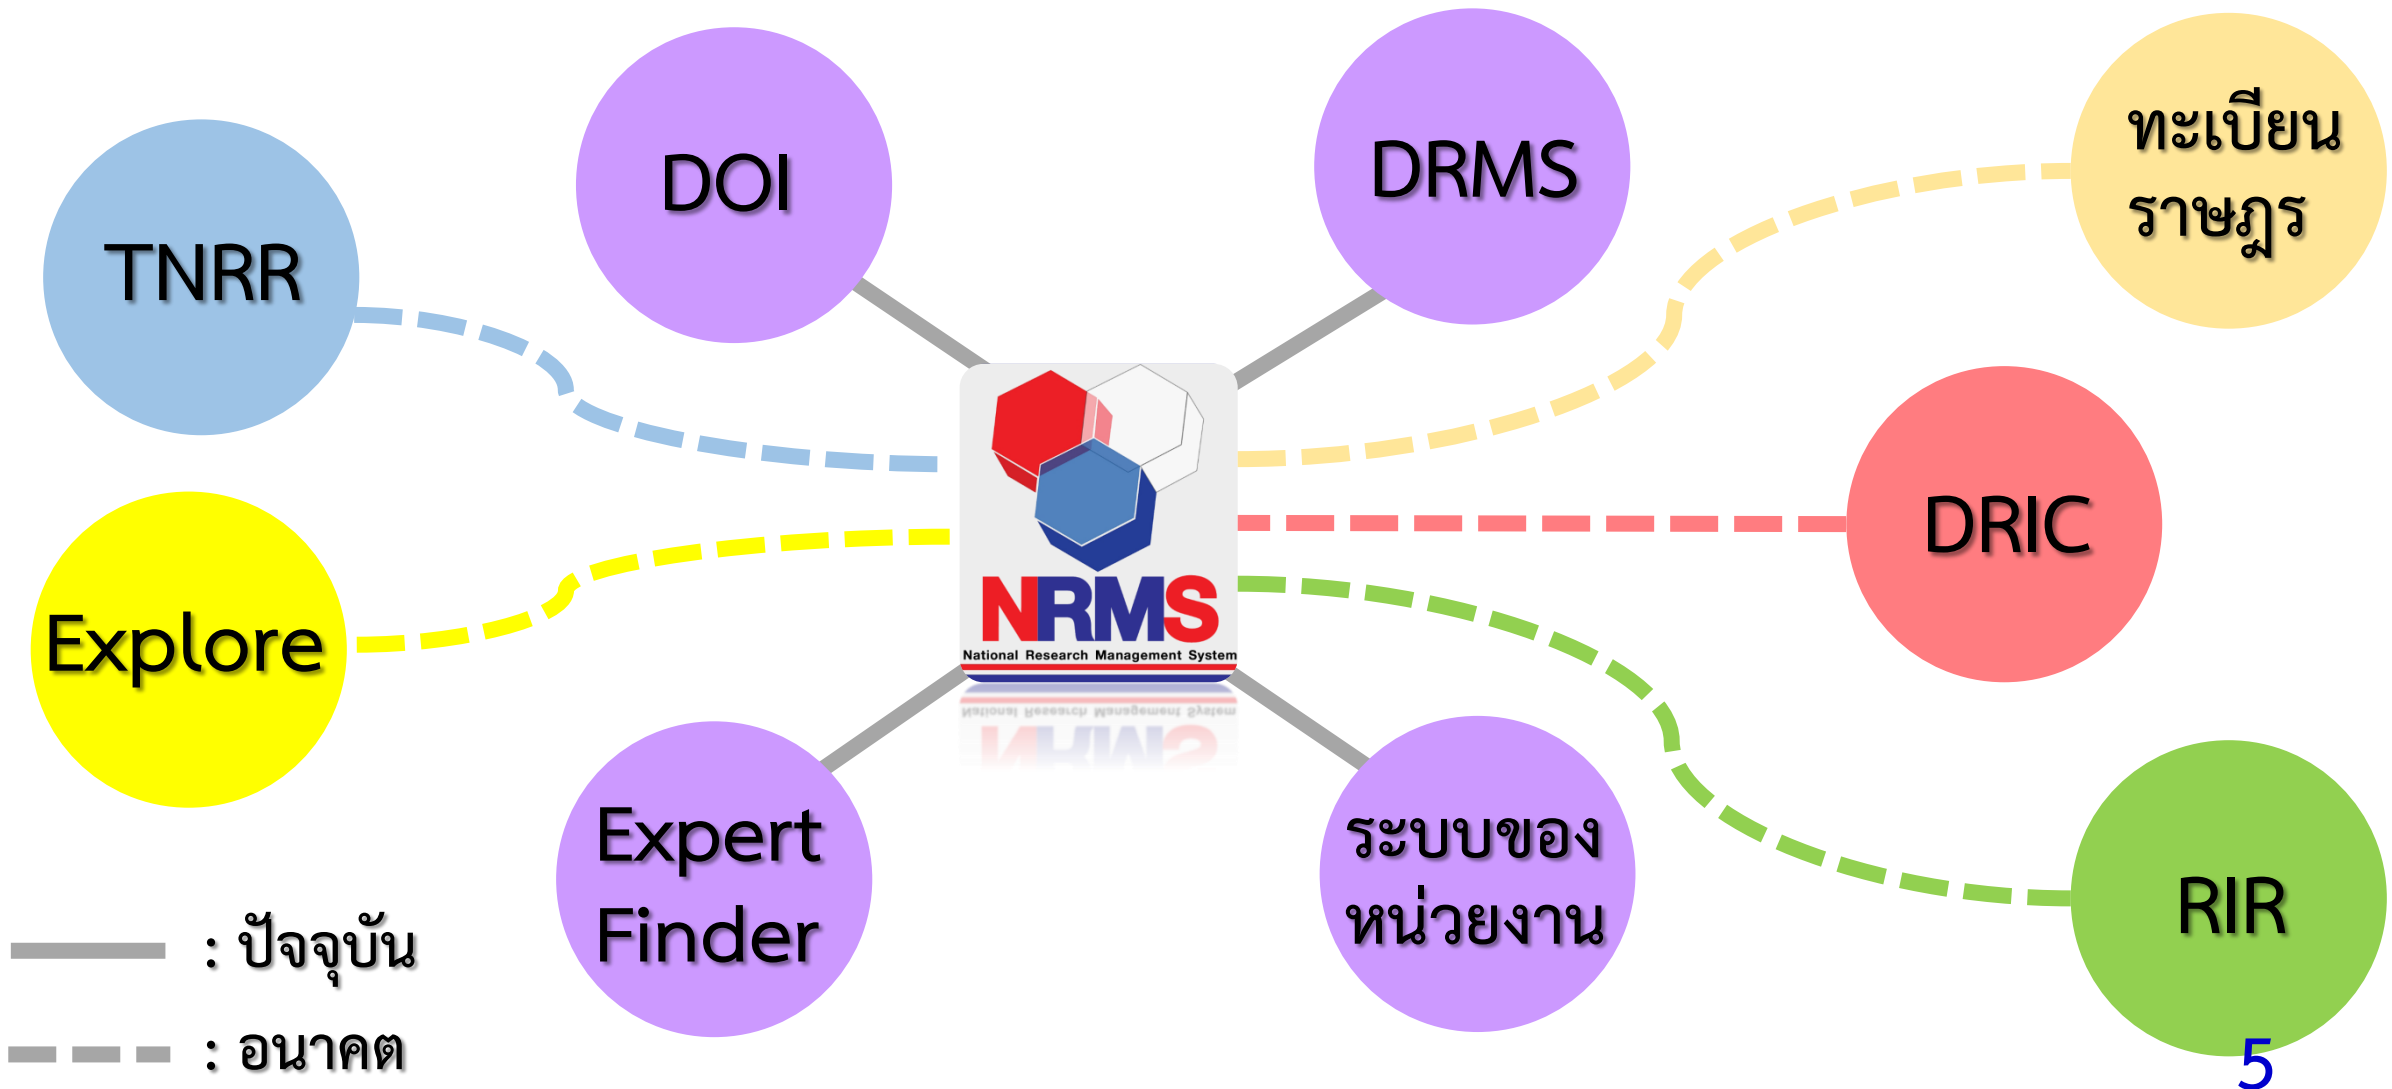 DOI
DRMS
ทะเบียน
ราษฎร
TNRR
DRIC
Explore
NRMS
National Research Management System
Expert
Finder
ระบบของ
หน่วยงาน
RIR
: ปัจจุบัน
: อนาคต
5